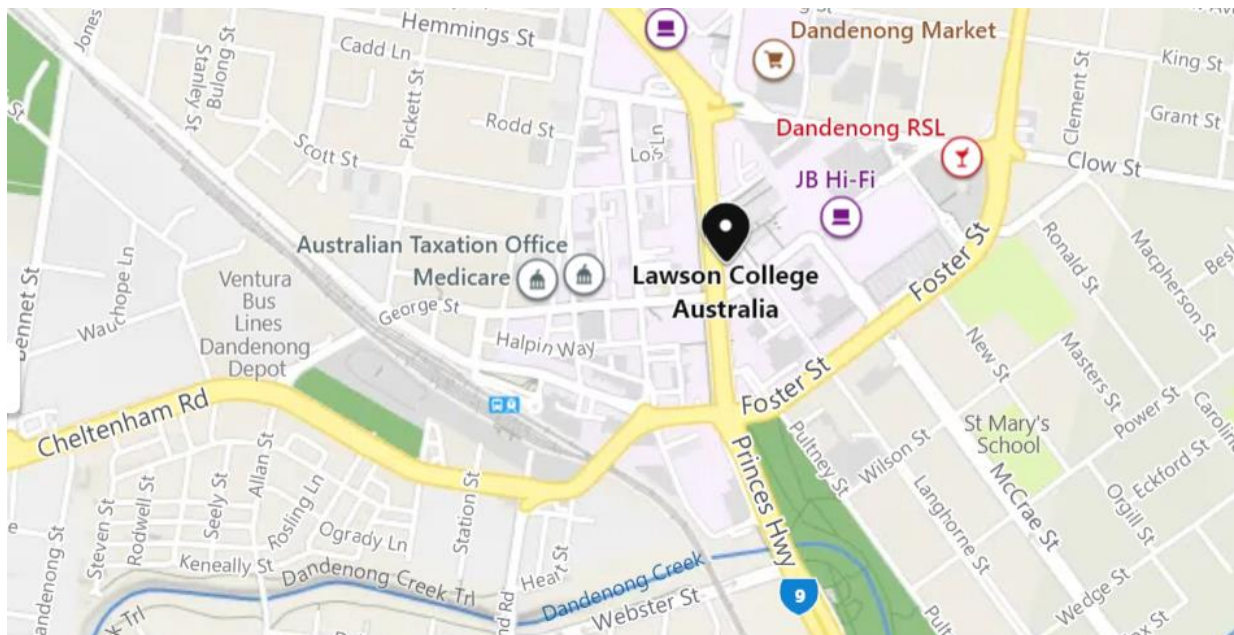 Hemmings St
Jones
Dandenong Market
Cadd Ln
Stanley St
Bulong St
Pickett St
King St
Clement St
Grant St
Rodd St
Scott St
Dandenong RSL
Clow St
JB Hi-Fi
Australian Taxation Office
Medicare
Lawson College
Australia
Foster St
Ronald St
Macpherson St
Bennet St
Wauchope Ln
Ventura
Bus
Lines
Dandenong
Depot
George St
Halpin Way
New St
Masters St
Power St
Cheltenham Rd
Foster St
St Mary's
School
Princes Hwy
Pultney St
Wilson St
Langhorne St
McCrae St
Eckford St
Orgill St
Steven St
Rodwell St
Seely St
Allan St
Rosling Ln
Ogrady Ln
Station St
Keneally St
Dandenong Creek Trl
Heart St
Dandenong Creek
Webster St
9
Wedge St